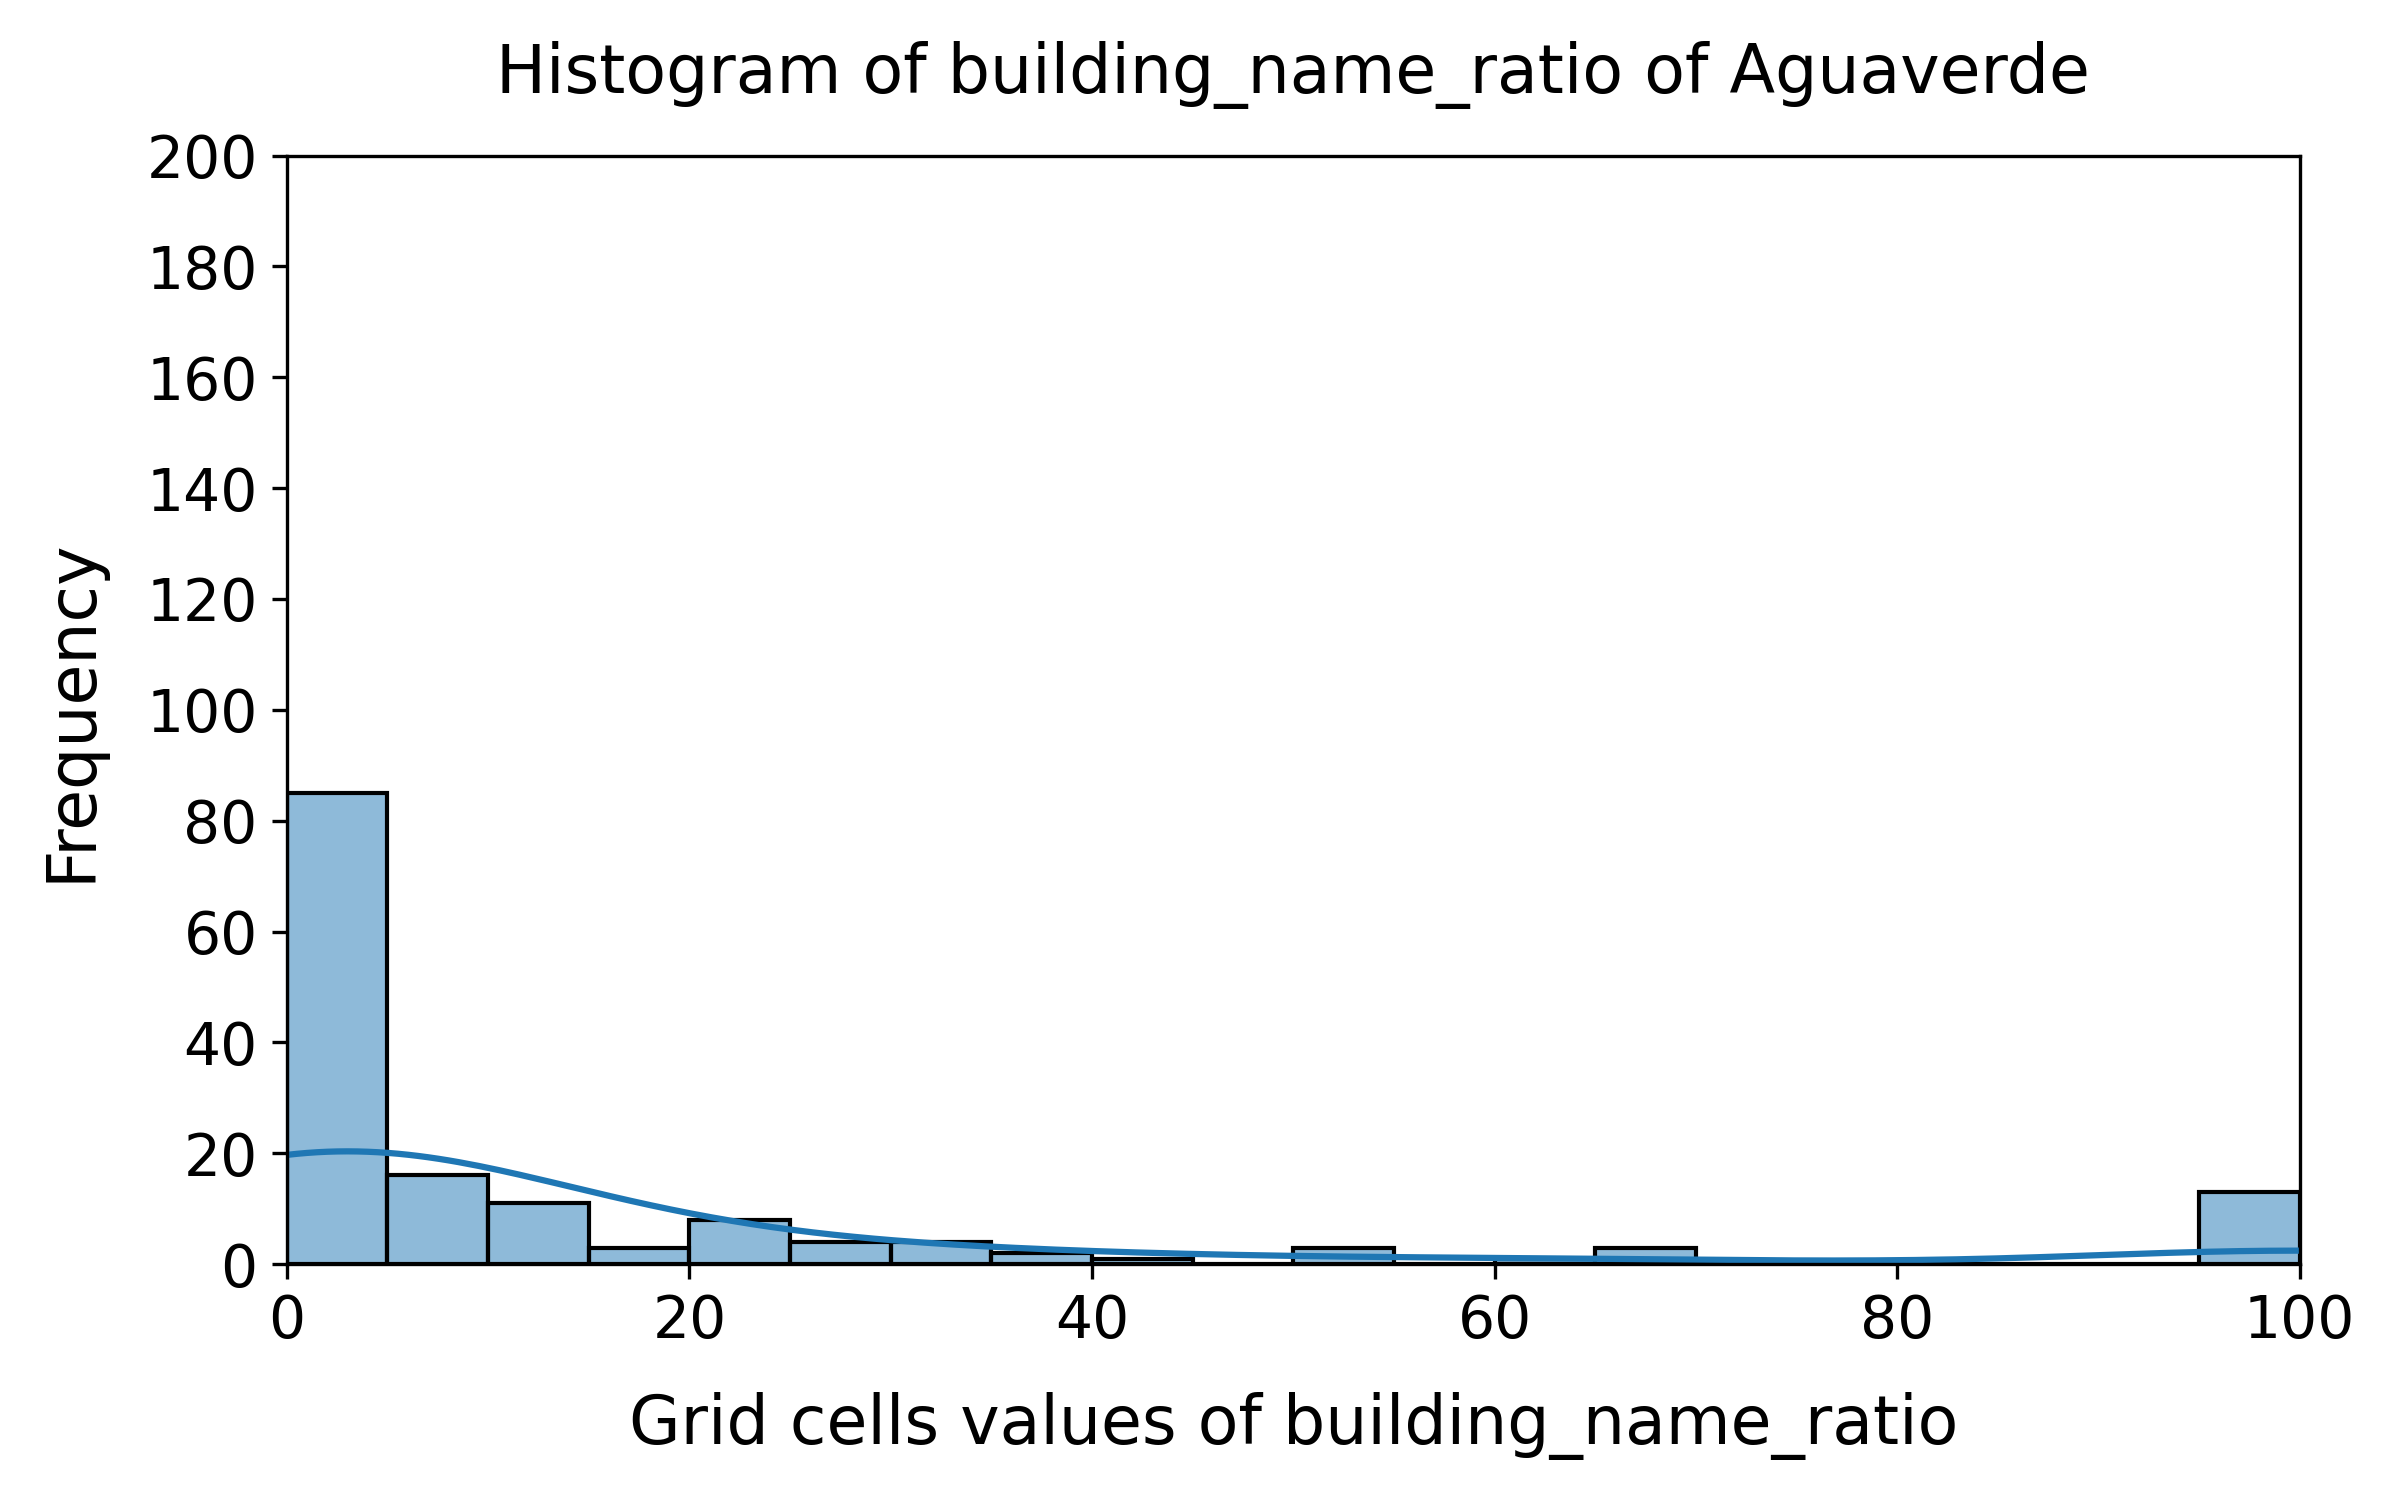 Histogram of building_name_ratio of Aguaverde
200
180
160
140
120
100
80
60
40
20
0
Frequency
0 20 40 60 80 100
Grid cells values of building_name_ratio